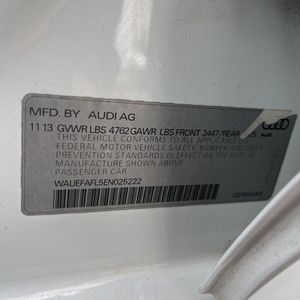 MFD. BY AUDI AG
11 13 GVWR LBS 4762 GAWR LBS FRONT 2447/REAR
THIS VEHICLE CONFORMS TO ALL APPLICABLE U.S.
FEDERAL MOTOR VEHICLE SAFETY, BUMPER AND THEFT
PREVENTION STANDARDS IN EFFECT ON THE DATE
OF MANUFACTURE SHOWN ABOVE
PASSENGER CAR
WAUEFAFL5EN025222
GERMANY
Audi